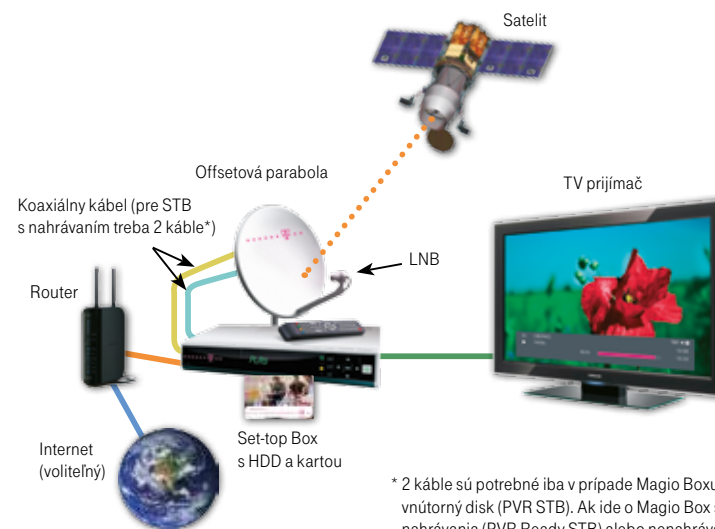 Satelit
Offsetová parabola
TV prijímač
Koaxiálny kábel (pre STB
s nahrávaním treba 2 káble*)
LNB
Router
Set-top Box
s HDD a kartou
Internet
(voliteľný)
* 2 káble sú potrebné iba v prípade Magio Boxu
vnútorný disk (PVR STB). Ak ide o Magio Box